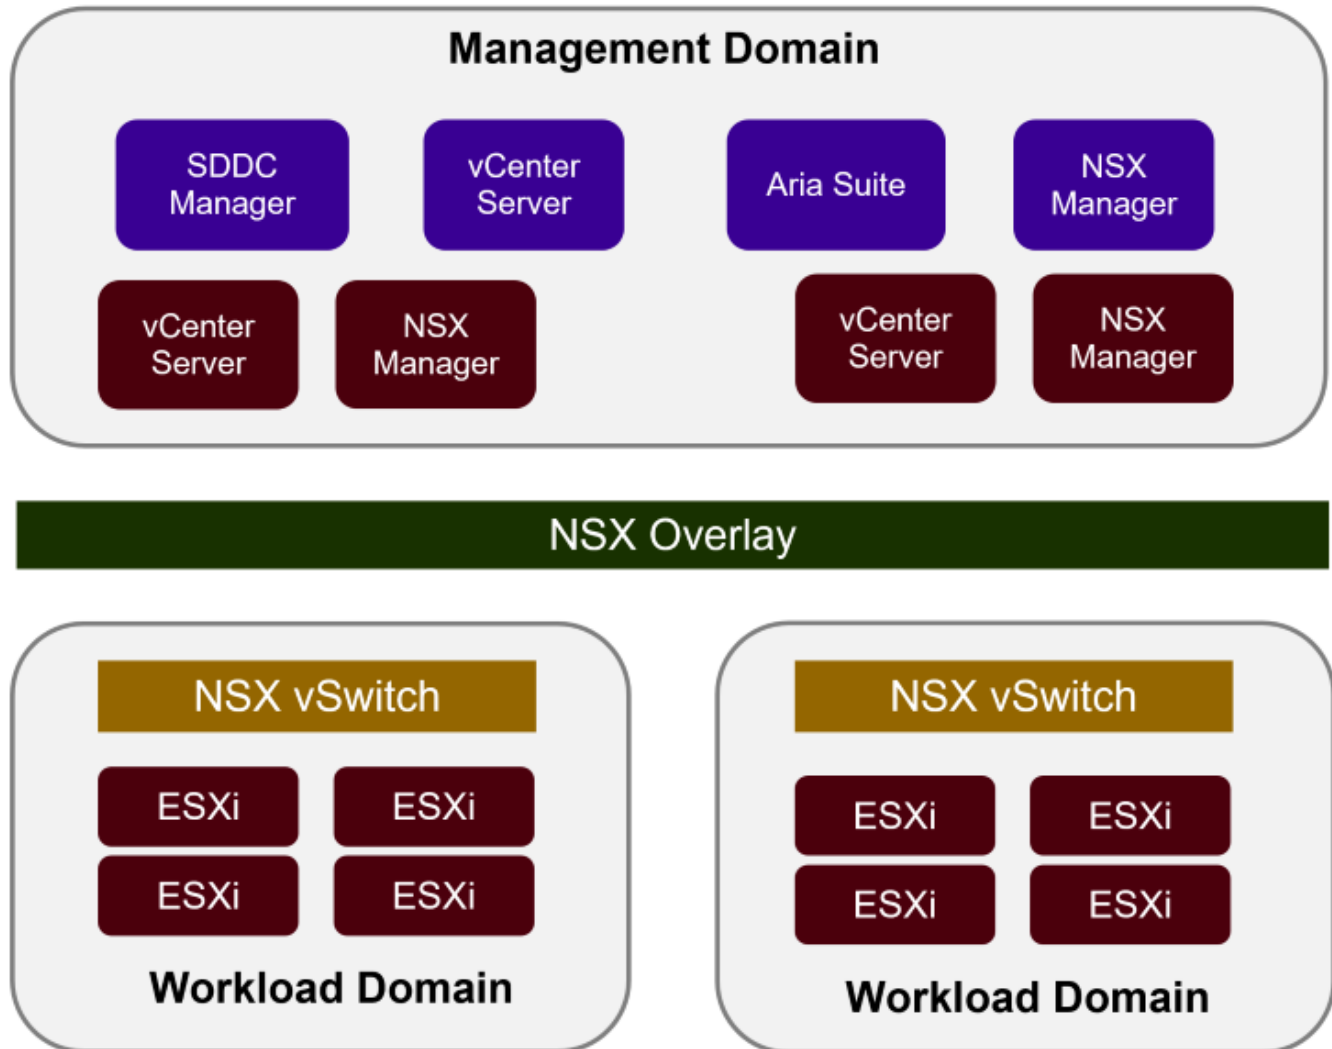 Management Domain
SDDC
Manager
vCenter
Server
Aria Suite
NSX
Manager
vCenter
Server
NSX
Manager
vCenter
Server
NSX
Manager
NSX Overlay
NSX vSwitch
ESXi
ESXi
ESXi
ESXi
Workload Domain
NSX vSwitch
ESXi
ESXi
ESXi
ESXi
Workload Domain